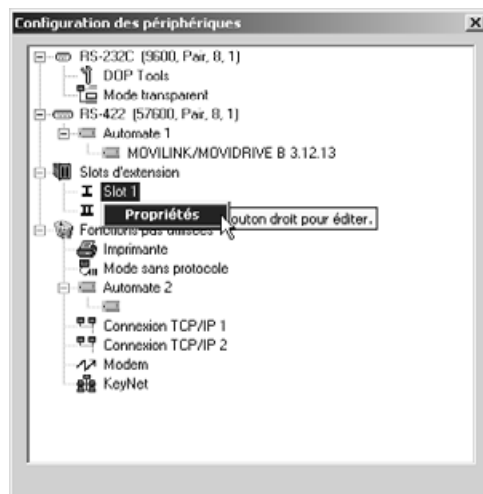 Configuration des périphériques
RS-232C (9600, Pair, 8, 1)
DOP Tools
Mode transparent
RS-422 (57600, Pair, 8, 1)
Automate 1
MOVILINK/MOVIDRIVE B 3.12.13
Slots d'extension
Slot 1
Propriétés outon droit pour éditer.
Fonctions pas utilisées
Imprimante
Mode sans protocole
Automate 2
Connexion TCP/IP 1
Connexion TCP/IP 2
Modem
KeyNet